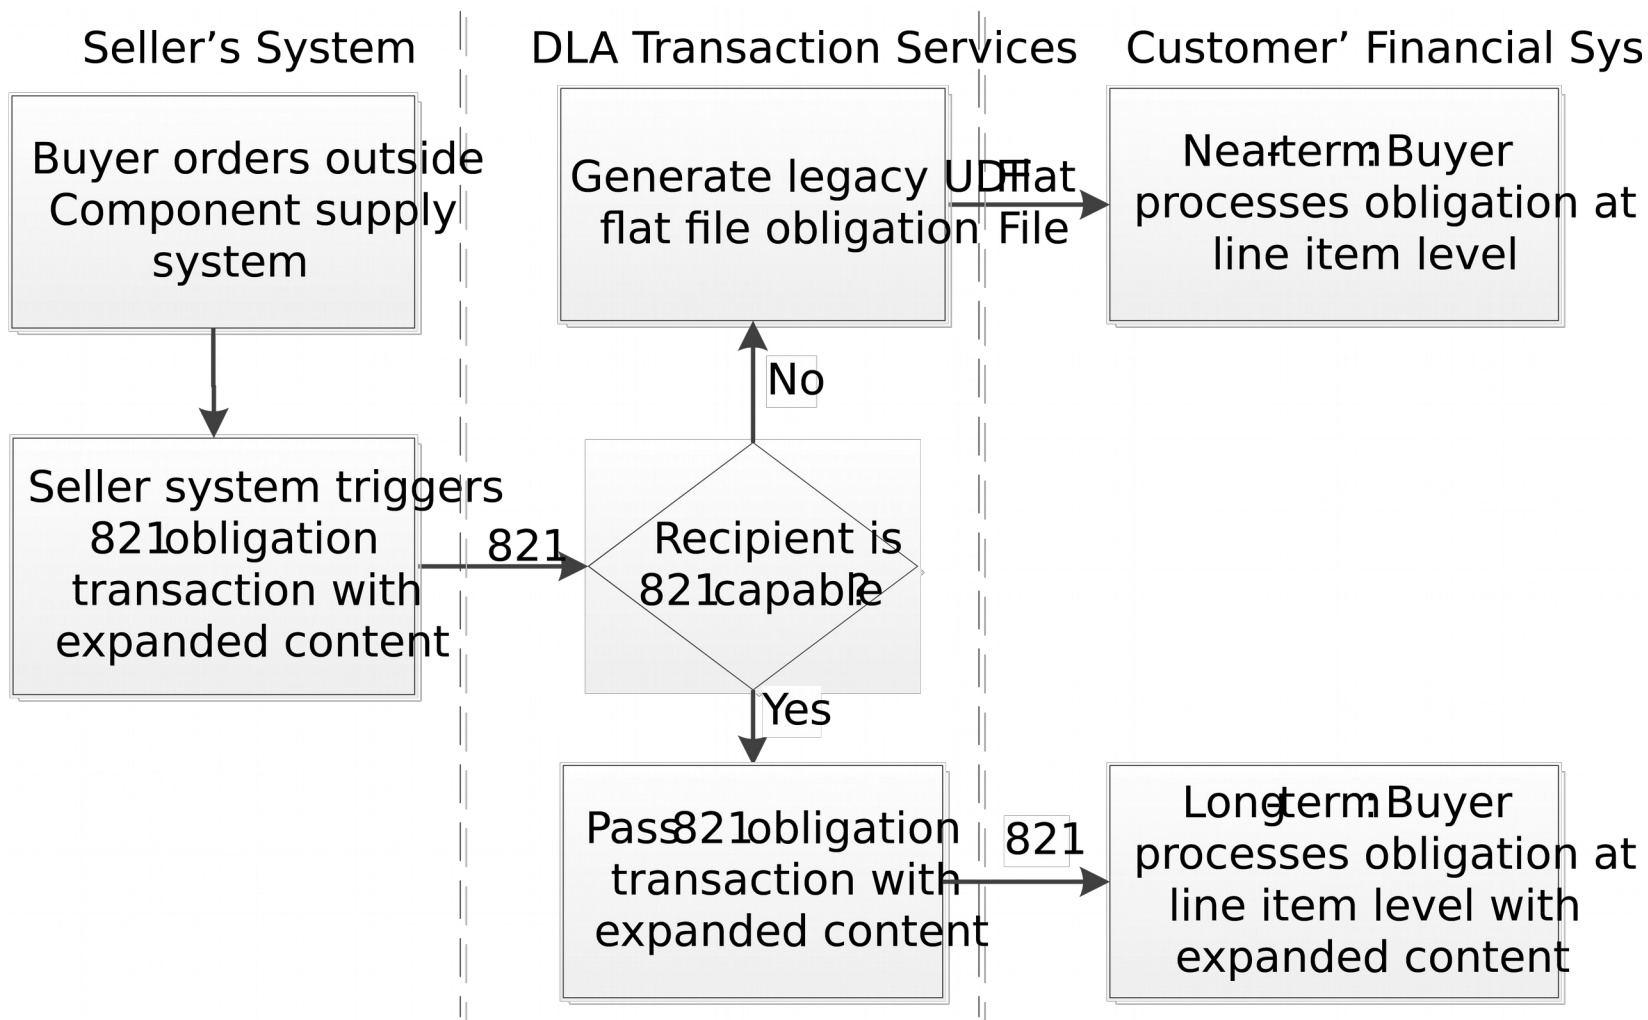 Seller’s System
DLA Transaction Services
Customer’ Financial Sys
Buyer orders outside
Component supply
system
Generate legacy UDF
flat file obligation
Flat
File
Near-term: Buyer
processes obligation at
line item level
No
Seller system triggers
821 obligation
transaction with
expanded content
821
Recipient is
821 capable?
Yes
Pass 821 obligation
transaction with
expanded content
821
Long-term: Buyer
processes obligation at
line item level with
expanded content